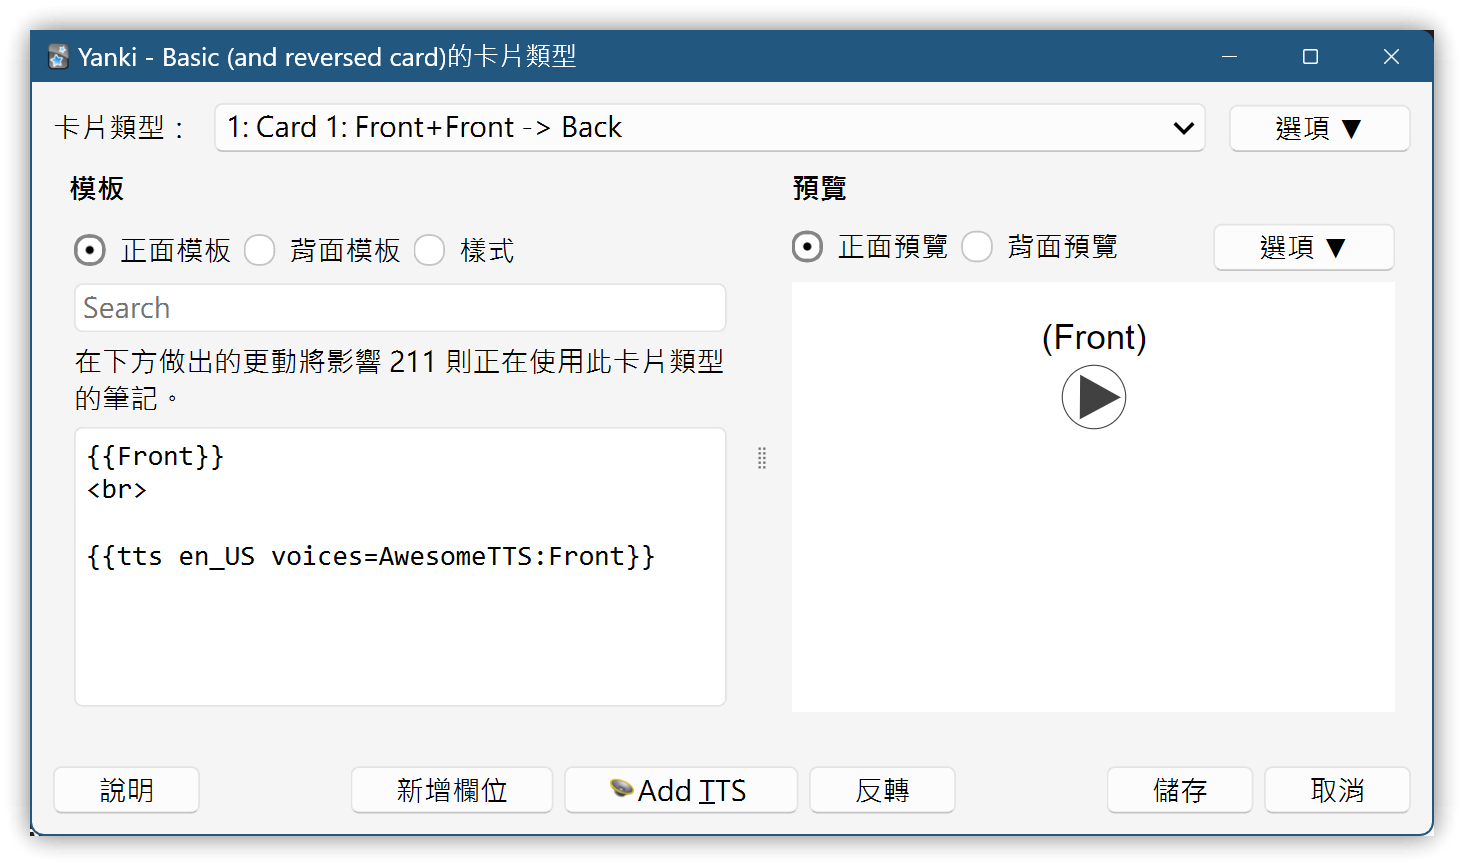 Yanki - Basic (and reversed card)的卡片類型
卡片類型：
1: Card 1: Front+Front -> Back
選項 ▼
模板
預覽
正面模板 背面模板 樣式
正面預覽 背面預覽
選項 ▼
Search
(Front)
在下方做出的更動將影響 211 則正在使用此卡片類型
的筆記。
{{Front}}
<br>
{{tts en_US voices=AwesomeTTS:Front}}
說明
新增欄位
Add TTS
反轉
儲存
取消